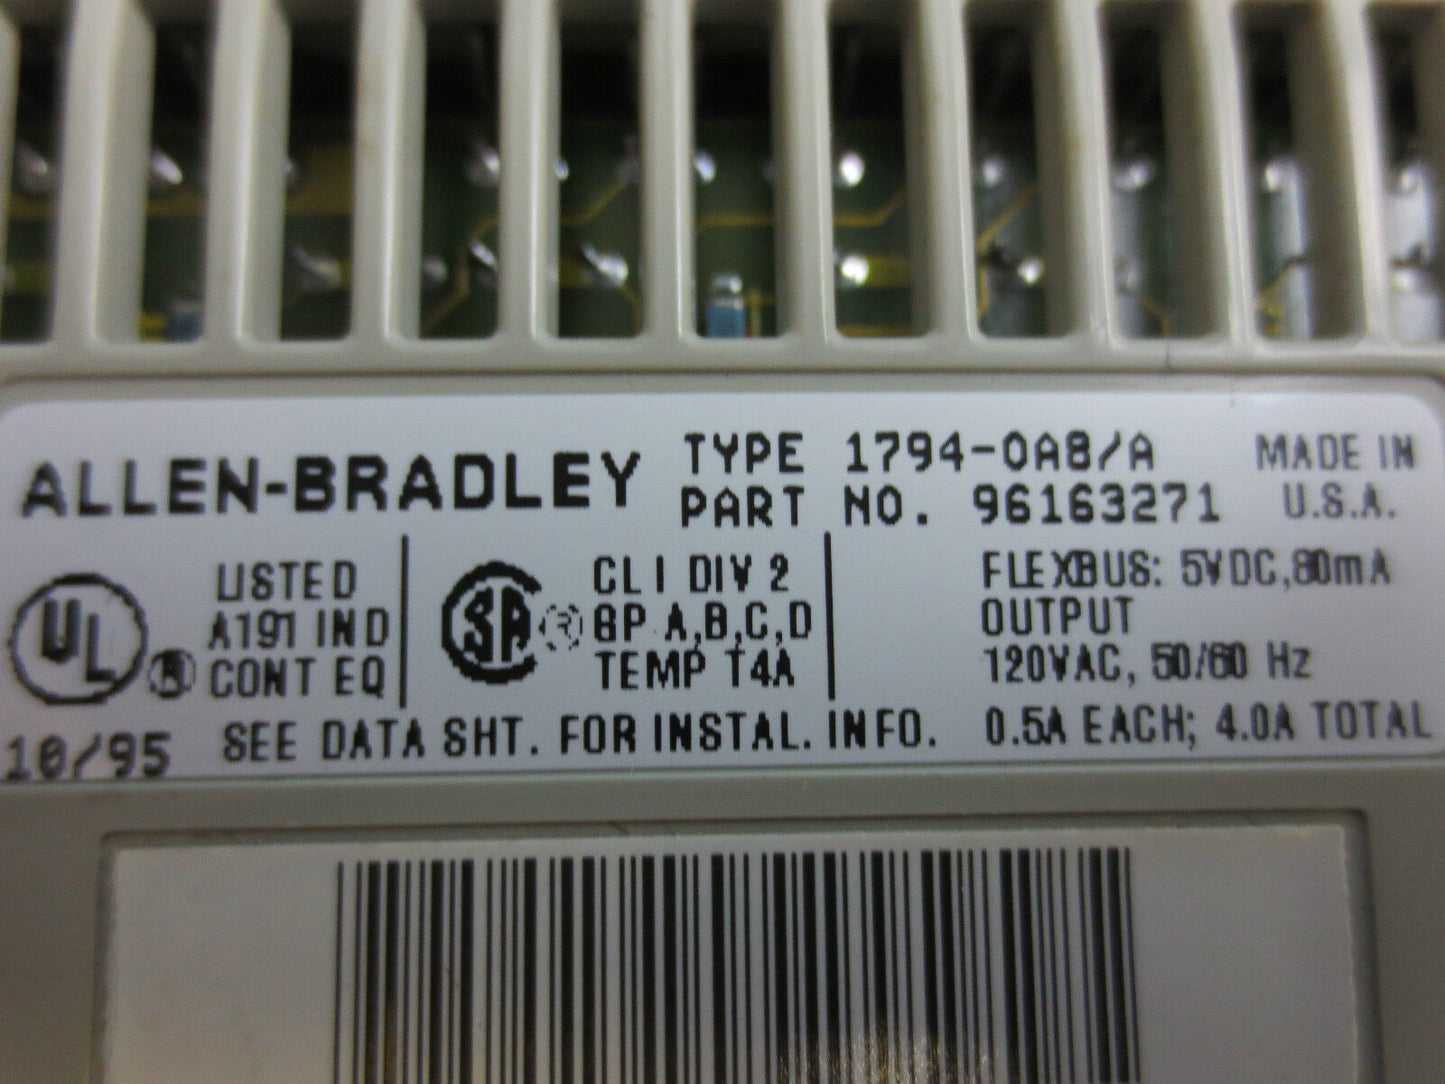 ALLEN-BRADLEY
TYPE 1794-OA8/A
PART NO. 96163271
MADE IN
U.S.A.
UL ®
LISTED
A191 IND
CONT EQ
SA ®
CL I DIV 2
GP A,B,C,D
TEMP T4A
FLEXBUS: 5VDC,80mA
OUTPUT
120VAC, 50/60 Hz
0.5A EACH; 4.0A TOTAL
10/95
SEE DATA SHT. FOR INSTAL. INFO.